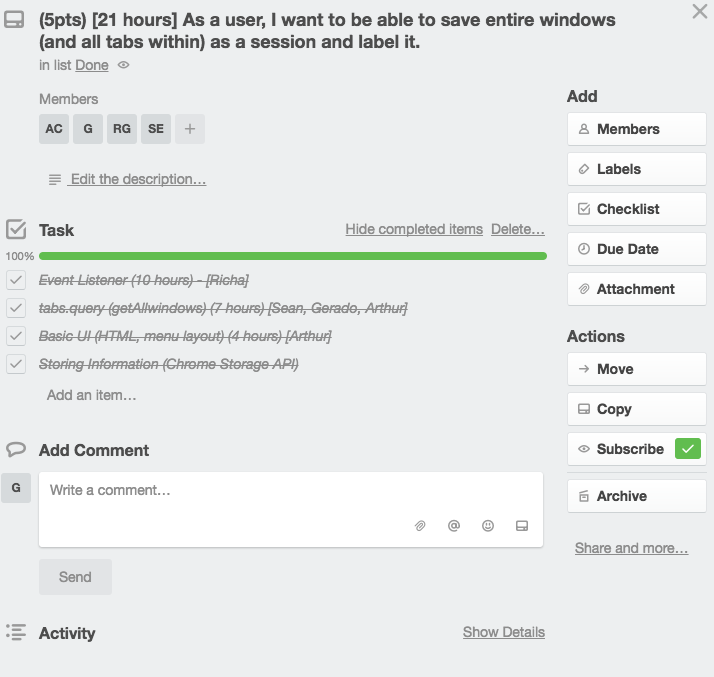 (5pts) [21 hours] As a user, I want to be able to save entire windows
(and all tabs within) as a session and label it.
in list Done
Members
AC G RG SE +
Edit the description…
Task Hide completed items Delete…
100%
Event Listener (10 hours) - [Richa]
tabs.query (getAllwindows) (7 hours) [Sean, Gerado, Arthur]
Basic UI (HTML, menu layout) (4 hours) [Arthur]
Storing Information (Chrome Storage API)
Add an item…
Add Comment
G
Write a comment…
Send
Activity Show Details
Add
Members
Labels
Checklist
Due Date
Attachment
Actions
Move
Copy
Subscribe
Archive
Share and more…